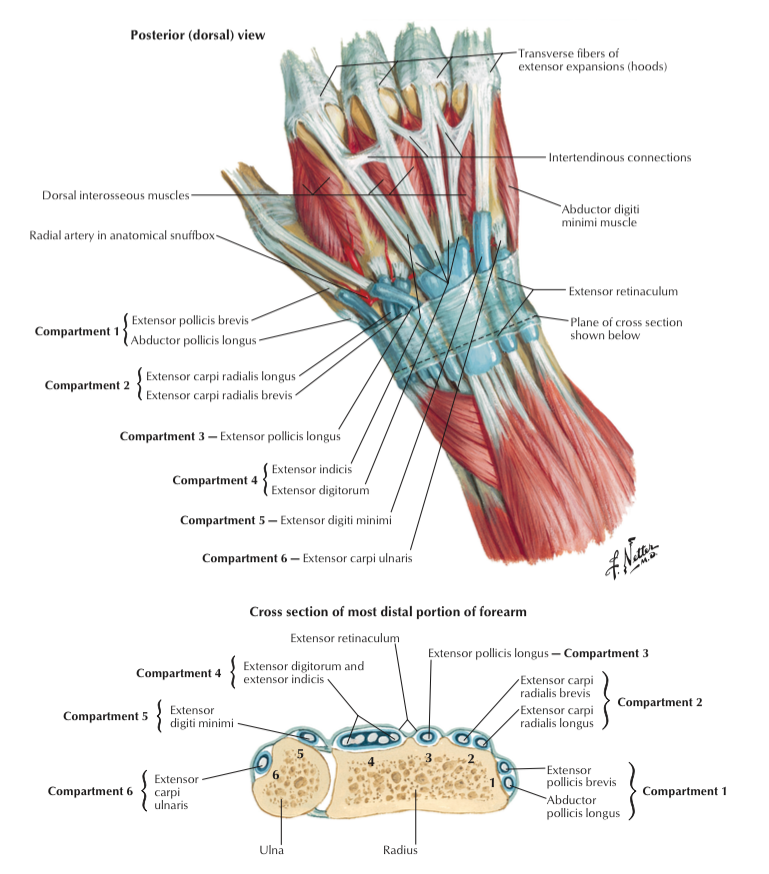 Posterior (dorsal) view
Transverse fibers of
extensor expansions (hoods)
Intertendinous connections
Dorsal interosseous muscles
Abductor digiti
minimi muscle
Radial artery in anatomical snuffbox
Extensor retinaculum
Compartment 1 { Extensor pollicis brevis
Abductor pollicis longus
Plane of cross section
shown below
Compartment 2 { Extensor carpi radialis longus
Extensor carpi radialis brevis
Compartment 3 — Extensor pollicis longus
Compartment 4 { Extensor indicis
Extensor digitorum
Compartment 5 — Extensor digiti minimi
Compartment 6 — Extensor carpi ulnaris
F. Netter
M.D.
Cross section of most distal portion of forearm
Extensor retinaculum
Extensor pollicis longus — Compartment 3
Compartment 4 { Extensor digitorum and
extensor indicis
Extensor carpi
radialis brevis
Extensor carpi
radialis longus
} Compartment 2
Compartment 5 { Extensor
digiti minimi
5
4
3
2
6
1
Compartment 6 { Extensor
carpi
ulnaris
Extensor
pollicis brevis
Abductor
pollicis longus
} Compartment 1
Ulna
Radius